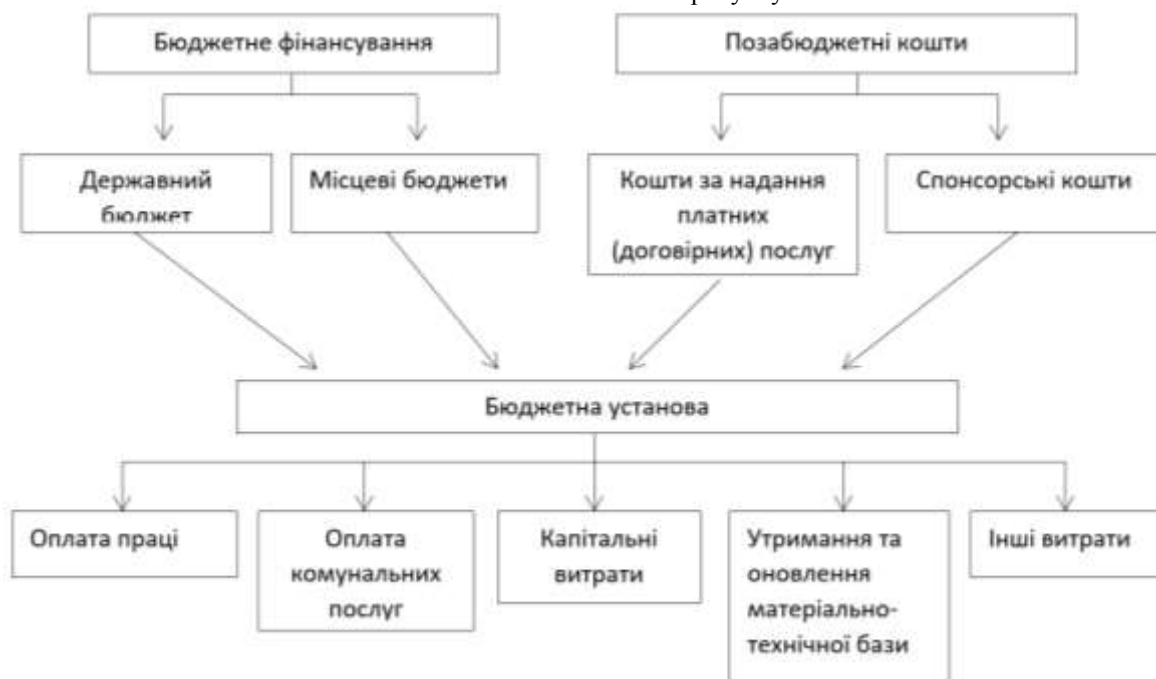 Бюджетне фінансування
Позабюджетні кошти
Державний
бюджет
Місцеві бюджети
Кошти за надання
платних
(договірних) послуг
Спонсорські кошти
Бюджетна установа
Оплата праці
Оплата
комунальних
послуг
Капітальні
витрати
Утримання та
оновлення
матеріально-
технічної бази
Інші витрати